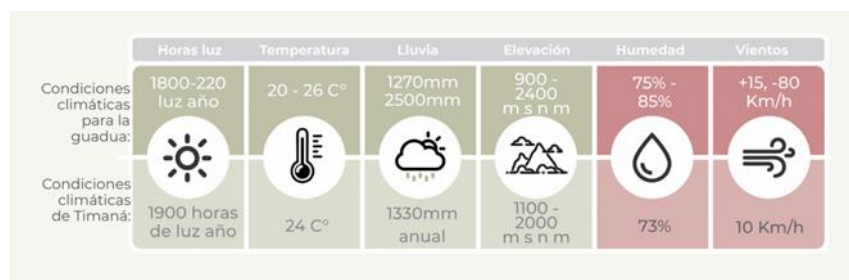 Horas luz
Temperatura
Lluvia
Elevación
Humedad
Vientos
Condiciones
climáticas
para la
guadua:
1800-220
luz año
20 - 26 C°
1270mm
2500mm
900 -
2400
m s n m
75% -
85%
+15, -80
Km/h
Condiciones
climáticas
de Timaná:
1900 horas
de luz año
24 C°
1330mm
anual
1100 -
2000
m s n m
73%
10 Km/h